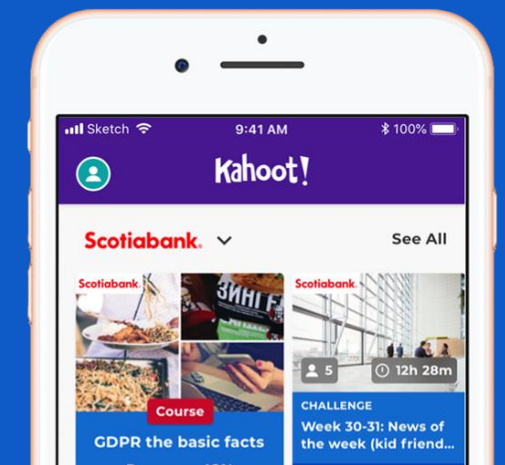 Sketch
9:41 AM
100%
Kahoot!
Scotiabank.
See All
Scotiabank.
Scotiabank.
5
12h 28m
Course
CHALLENGE
GDPR the basic facts
Week 30-31: News of
the week (kid friend...